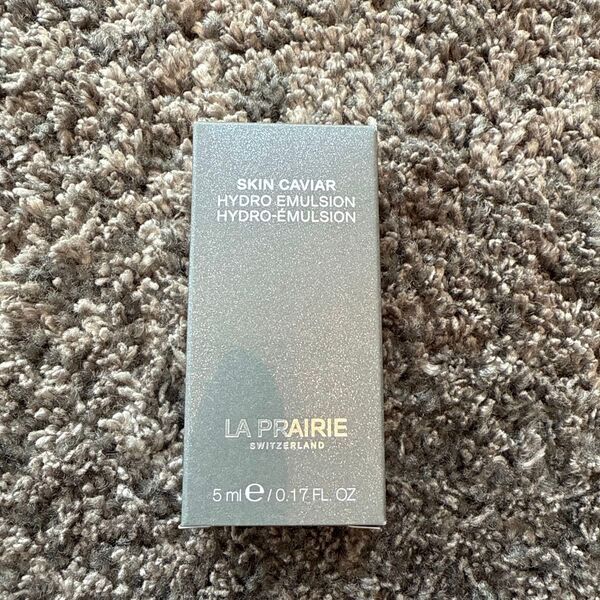 SKIN CAVIAR
HYDRO EMULSION
HYDRO-ÉMULSION
LA PRAIRIE
SWITZERLAND
5 ml ℮ / 0.17 FL. OZ